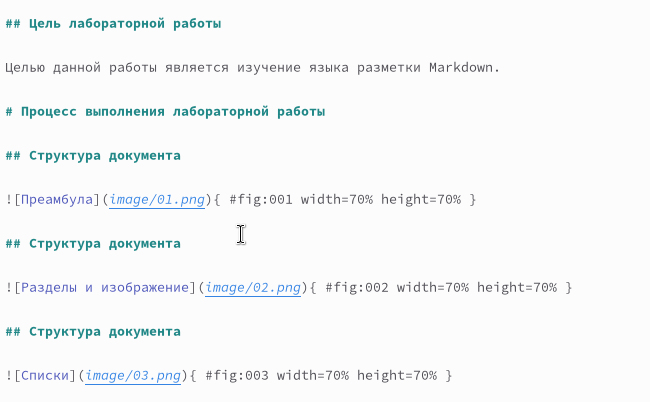 ## Цель лабораторной работы
Целью данной работы является изучение языка разметки Markdown.
# Процесс выполнения лабораторной работы
## Структура документа
![Преамбула](image/01.png){ #fig:001 width=70% height=70% }
## Структура документа
![Разделы и изображение](image/02.png){ #fig:002 width=70% height=70% }
## Структура документа
![Списки](image/03.png){ #fig:003 width=70% height=70% }